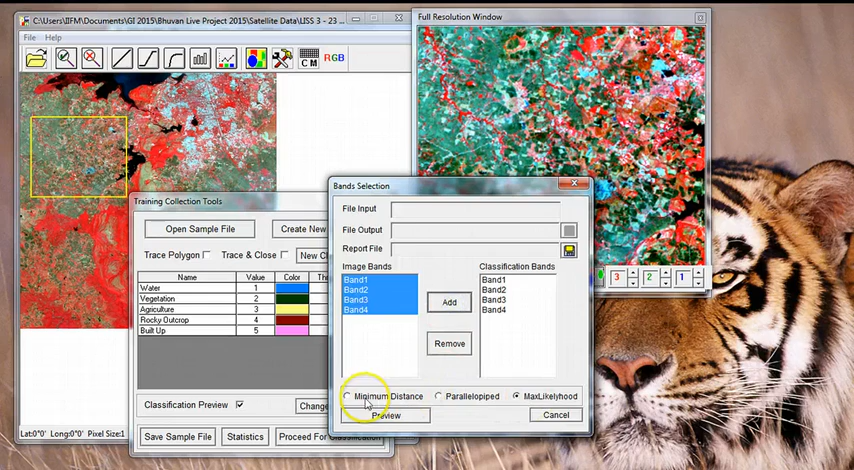 C:\Users\IIFM\Documents\GI 2015\Bhuvan Live Project 2015\Satellite Data\LISS 3 - 23 ...
File Help
C M RGB
Full Resolution Window
3 2 1
Training Collection Tools
Open Sample File Create New
Trace Polygon Trace & Close New Cl
Name Value Color Th
Water 1
Vegetation 2
Agriculture 3
Rocky Outcrop 4
Built Up 5
Classification Preview Change
Save Sample File Statistics Proceed For Classification
Lat:0°0' Long:0°0' Pixel Size:1
Bands Selection
File Input
File Output
Report File
Image Bands Classification Bands
Band1 Band1
Band2 Band2
Band3 Band3
Band4 Band4
Add
Remove
Minimum Distance Parallelopiped MaxLikelyhood
Preview Cancel